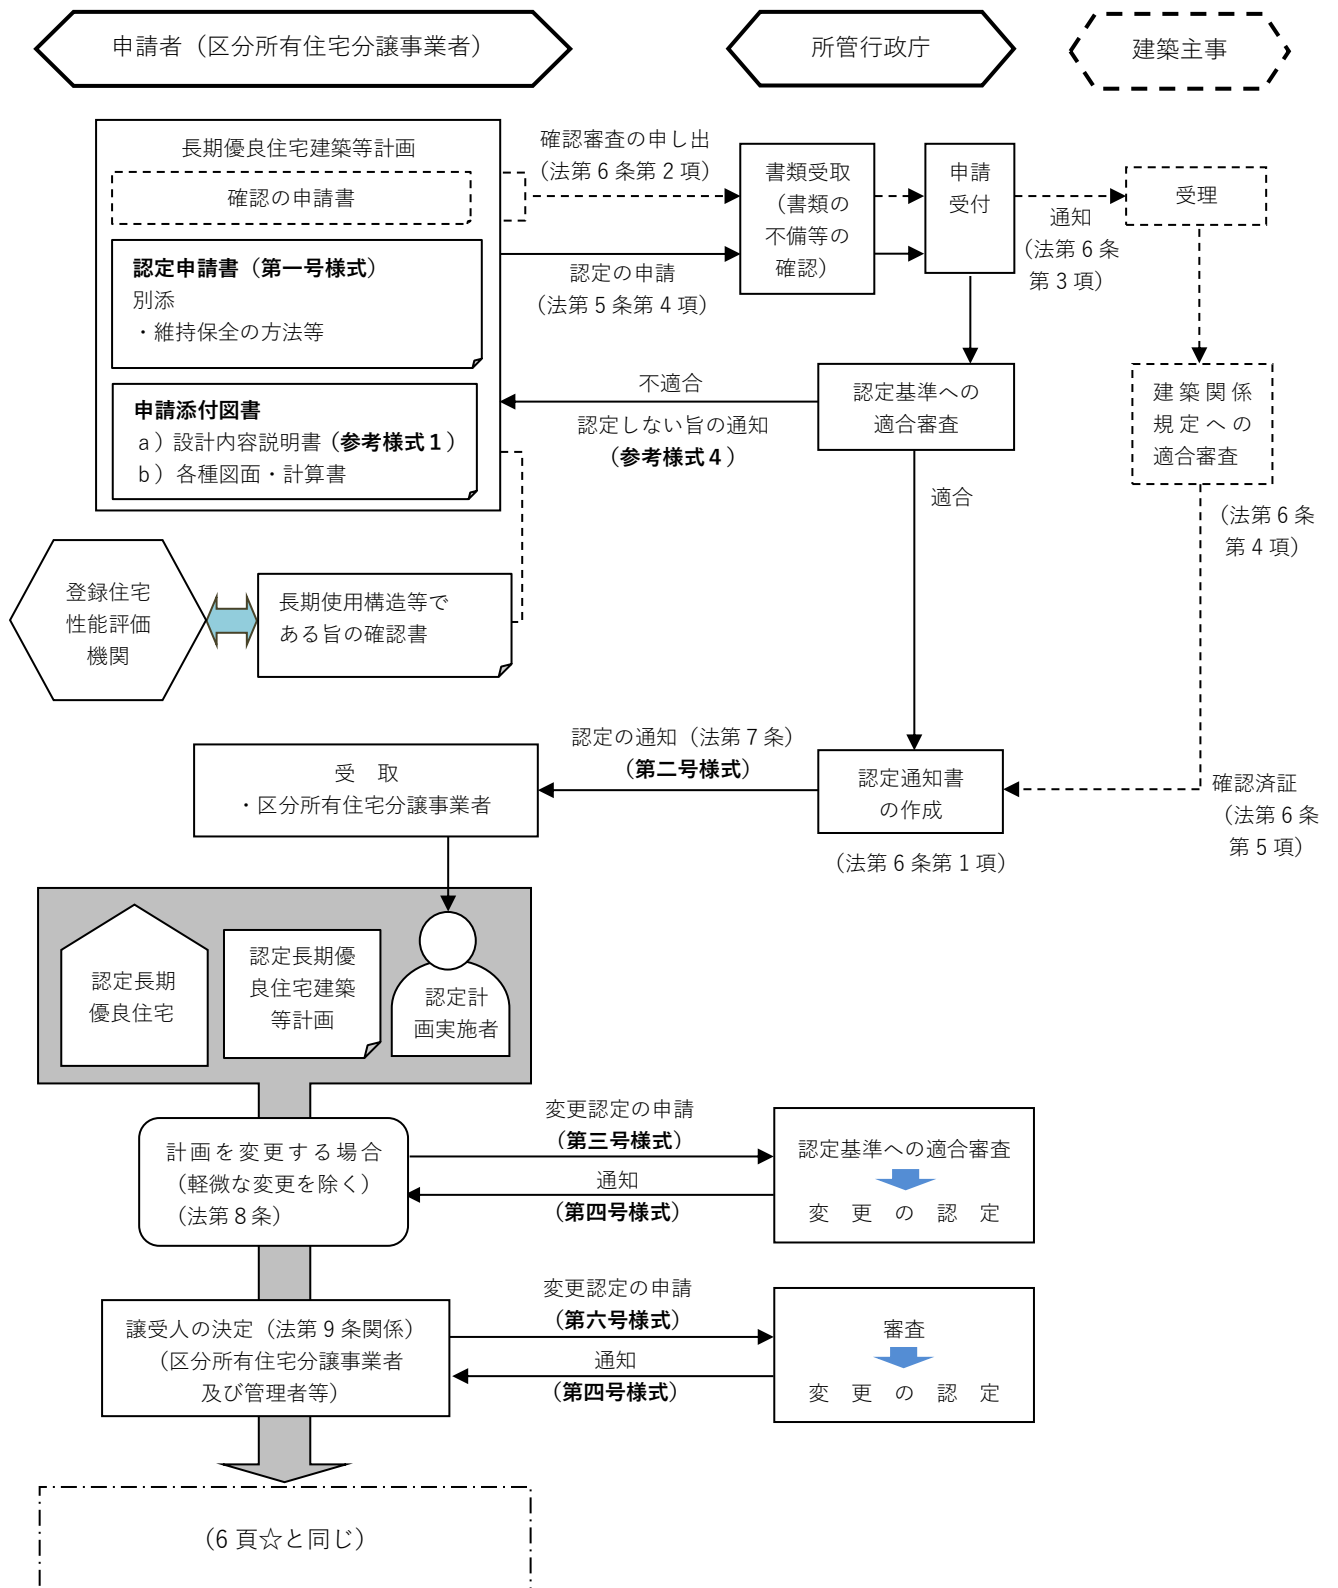 申請者（区分所有住宅分譲事業者）
所管行政庁
建築主事
長期優良住宅建築等計画
確認の申請書
認定申請書（第一号様式）
別添
・維持保全の方法等
申請添付図書
a）設計内容説明書（参考様式１）
b）各種図面・計算書
確認審査の申し出
（法第６条第２項）
認定の申請
（法第５条第４項）
書類受取
（書類の
不備等の
確認）
申請
受付
通知
（法第６条
第３項）
受理
不適合
認定しない旨の通知
（参考様式４）
認定基準への
適合審査
建築関係
規定への
適合審査
適合
（法第６条
第４項）
登録住宅
性能評価
機関
長期使用構造等で
ある旨の確認書
認定の通知（法第７条）
（第二号様式）
受　取
・区分所有住宅分譲事業者
認定通知書
の作成
（法第６条第１項）
確認済証
（法第６条
第５項）
認定長期
優良住宅
認定長期優
良住宅建築
等計画
認定計
画実施者
計画を変更する場合
（軽微な変更を除く）
（法第８条）
変更認定の申請
（第三号様式）
通知
（第四号様式）
認定基準への適合審査
変　更　の　認　定
譲受人の決定（法第９条関係）
（区分所有住宅分譲事業者
及び管理者等）
変更認定の申請
（第六号様式）
通知
（第四号様式）
審査
変　更　の　認　定
（6 頁☆と同じ）